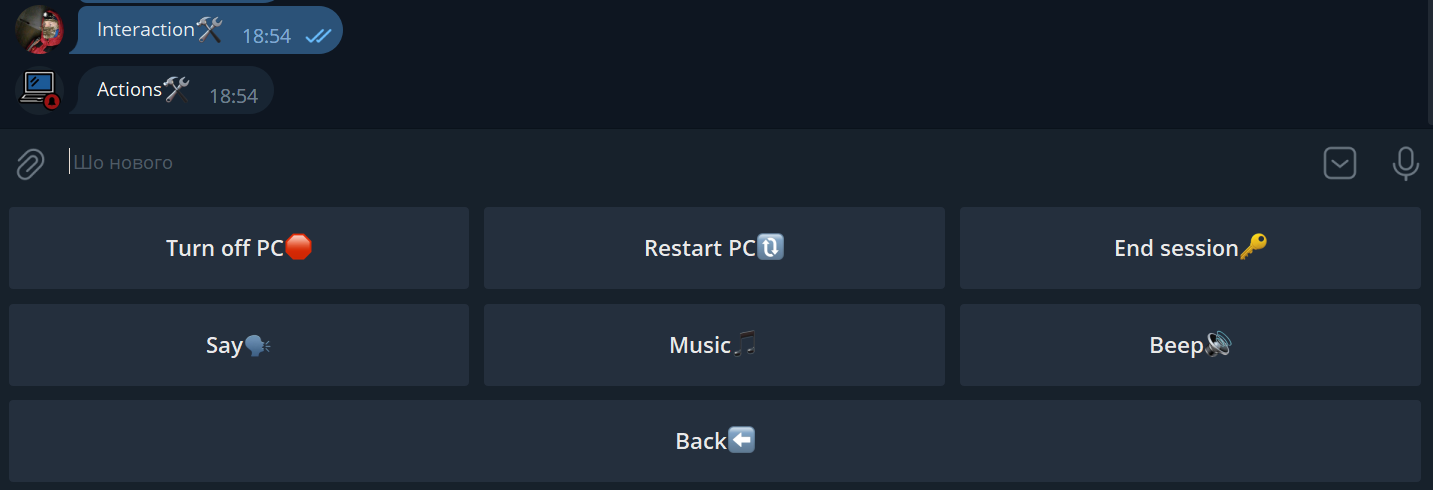 Interaction🛠 18:54
Actions🛠 18:54
Шо нового
Turn off PC🛑 Restart PC🔃 End session🔑
Say🗣 Music🎵 Beep🔊
Back⬅️